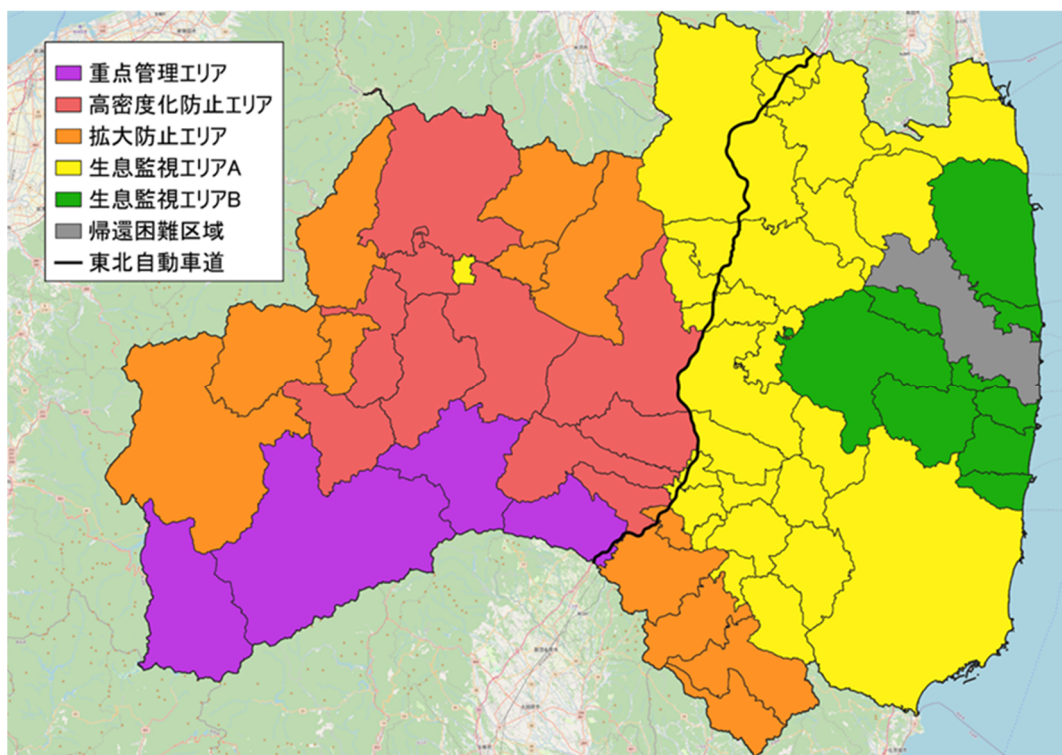 重点管理エリア
高密度化防止エリア
拡大防止エリア
生息監視エリアA
生息監視エリアB
帰還困難区域
東北自動車道